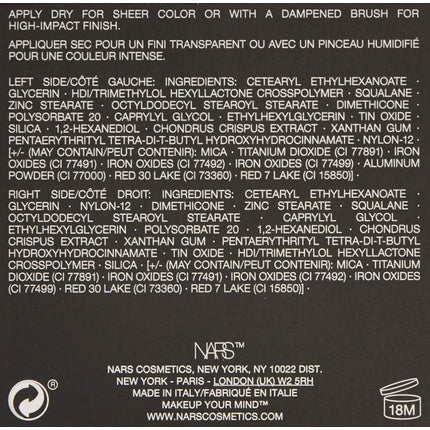 APPLY DRY FOR SHEER COLOR OR WITH A DAMPENED BRUSH FOR
HIGH-IMPACT FINISH.
APPLIQUER SEC POUR UN FINI TRANSPARENT OU AVEC UN PINCEAU HUMIDIFIÉ
POUR UNE COULEUR INTENSE.
LEFT SIDE/CÔTÉ GAUCHE: INGREDIENTS: CETEARYL ETHYLHEXANOATE ·
GLYCERIN · HDI/TRIMETHYLOL HEXYLLACTONE CROSSPOLYMER · SQUALANE ·
ZINC STEARATE · OCTYLDODECYL STEAROYL STEARATE · DIMETHICONE ·
POLYSORBATE 20 · CAPRYLYL GLYCOL · ETHYLHEXYLGLYCERIN · TIN OXIDE ·
SILICA · 1,2-HEXANEDIOL · CHONDRUS CRISPUS EXTRACT · XANTHAN GUM ·
PENTAERYTHRITYL TETRA-DI-T-BUTYL HYDROXYHYDROCINNAMATE · NYLON-12 ·
[+/- (MAY CONTAIN/PEUT CONTENIR): MICA · TITANIUM DIOXIDE (CI 77891) · IRON
OXIDES (CI 77491) · IRON OXIDES (CI 77492) · IRON OXIDES (CI 77499) · ALUMINUM
POWDER (CI 77000) · RED 30 LAKE (CI 73360) · RED 7 LAKE (CI 15850)] ·
RIGHT SIDE/CÔTÉ DROIT: INGREDIENTS: CETEARYL ETHYLHEXANOATE ·
GLYCERIN · NYLON-12 · DIMETHICONE · ZINC STEARATE · SQUALANE ·
OCTYLDODECYL STEAROYL STEARATE · CAPRYLYL GLYCOL ·
ETHYLHEXYLGLYCERIN · POLYSORBATE 20 · 1,2-HEXANEDIOL · CHONDRUS
CRISPUS EXTRACT · XANTHAN GUM · PENTAERYTHRITYL TETRA-DI-T-BUTYL
HYDROXYHYDROCINNAMATE · TIN OXIDE · HDI/TRIMETHYLOL HEXYLLACTONE
CROSSPOLYMER · SILICA · [+/- (MAY CONTAIN/PEUT CONTENIR): MICA · TITANIUM
DIOXIDE (CI 77891) · IRON OXIDES (CI 77491) · IRON OXIDES (CI 77492) · IRON OXIDES
(CI 77499) · RED 30 LAKE (CI 73360) · RED 7 LAKE (CI 15850)] ·
NARS™
NARS COSMETICS, NEW YORK, NY 10022 DIST.
NEW YORK - PARIS - LONDON (UK) W2 5RH
MADE IN ITALY/FABRIQUÉ EN ITALIE
MAKEUP YOUR MIND™
WWW.NARSCOSMETICS.COM
®
18M